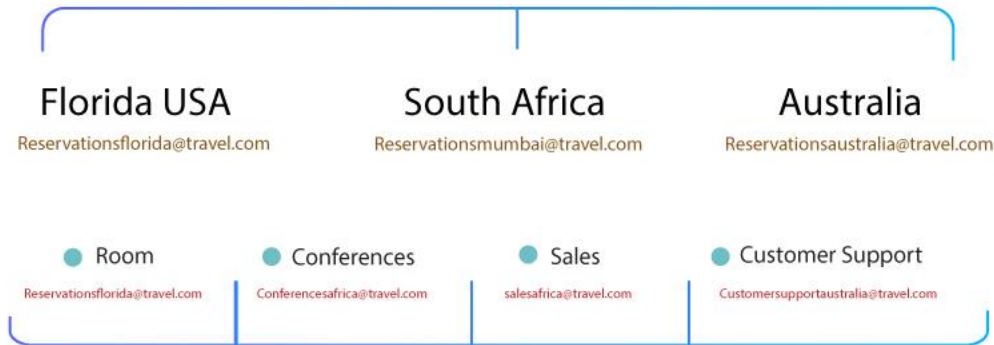 Florida USA South Africa Australia
Reservationsflorida@travel.com Reservationsmumbai@travel.com Reservationsaustralia@travel.com
Room Conferences Sales Customer Support
Reservationsflorida@travel.com Conferencesafrica@travel.com salesafrica@travel.com Customersupportaustralia@travel.com